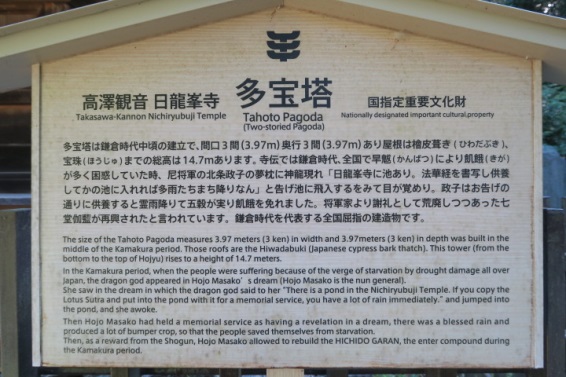 高澤観音 日龍峯寺
Takasawa-Kannon Nichiryubuji Temple
多宝塔
Tahoto Pagoda
(Two-storied Pagoda)
国指定重要文化財
Nationally designated important cultural,property
多宝塔は鎌倉時代中頃の建立で、間口3間(3.97m)奥行3間(3.97m)あり屋根は檜皮葺き(ひわだぶき)、
宝珠(ほうじゅ)までの総高は14.7mあります。寺伝では鎌倉時代、全国で早魃(かんばつ)により飢饉(きが)
が多く困惑していた時、尼将軍の北条政子の夢枕に神龍現れ「日龍峯寺に池あり。法華経を書写し供養
してかの池に入れれば多雨たちまち降りなん」と告げ池に飛入するをみて目が覚めり。政子はお告げの
通りに供養すると霊雨降りて五穀が実り飢饉を免れました。将軍家より謝礼として荒廃しつつあった七
堂伽藍が再興されたと言われています。鎌倉時代を代表する全国屈指の建造物です。
The size of the Tahoto Pagoda measures 3.97 meters (3 ken) in width and 3.97meters (3 ken) in depth was built in the
middle of the Kamakura Period. Those roofs are the Hiwadabuki (Japanese cypress bark thatch). This tower (from the
bottom to the top of Hojyu) rises to a height of 14.7 meters.
In the Kamakura Period, when the people were suffering because of the verge of starvation by drought damage all over
Japan, the dragon god appeared in Hojo Masako's dream (Hojo Masako is the nun general).
She saw in the dream in which the dragon god said to her "There is a pond in the Nichiryubuji Temple. If you copy the
Lotus Sutra and put into the pond with it for a memorial service, you have a lot of rain immediately." and jumped into
the pond, and she awoke.
Then Hojo Masako had held a memorial service as having a revelation in a dream, there was a blessed rain and
produced a lot of bumper crop, so that the people saved themselves from starvation.
Then, as a reward from the Shogun, Hojo Masako allowed to rebuild the HICHIDO GARAN, the enter compound during
the Kamakura period.